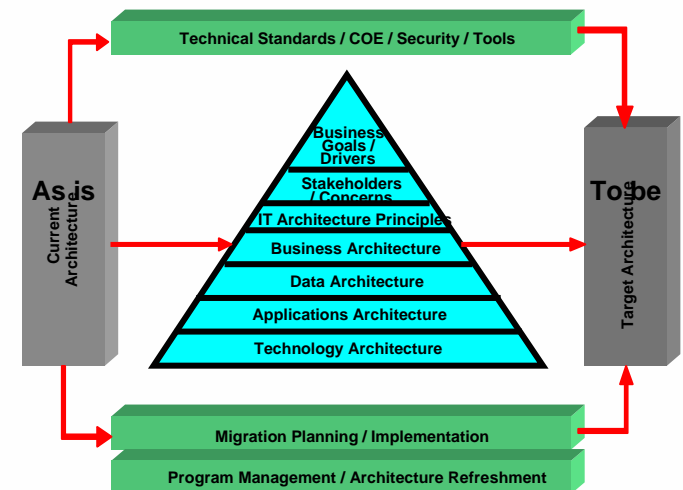 Technical Standards / COE / Security / Tools
As is
Current
Architecture
Business
Goals /
Drivers
Stakeholders
/ Concerns
IT Architecture Principles
Business Architecture
Data Architecture
Applications Architecture
Technology Architecture
To be
Target Architecture
Migration Planning / Implementation
Program Management / Architecture Refreshment